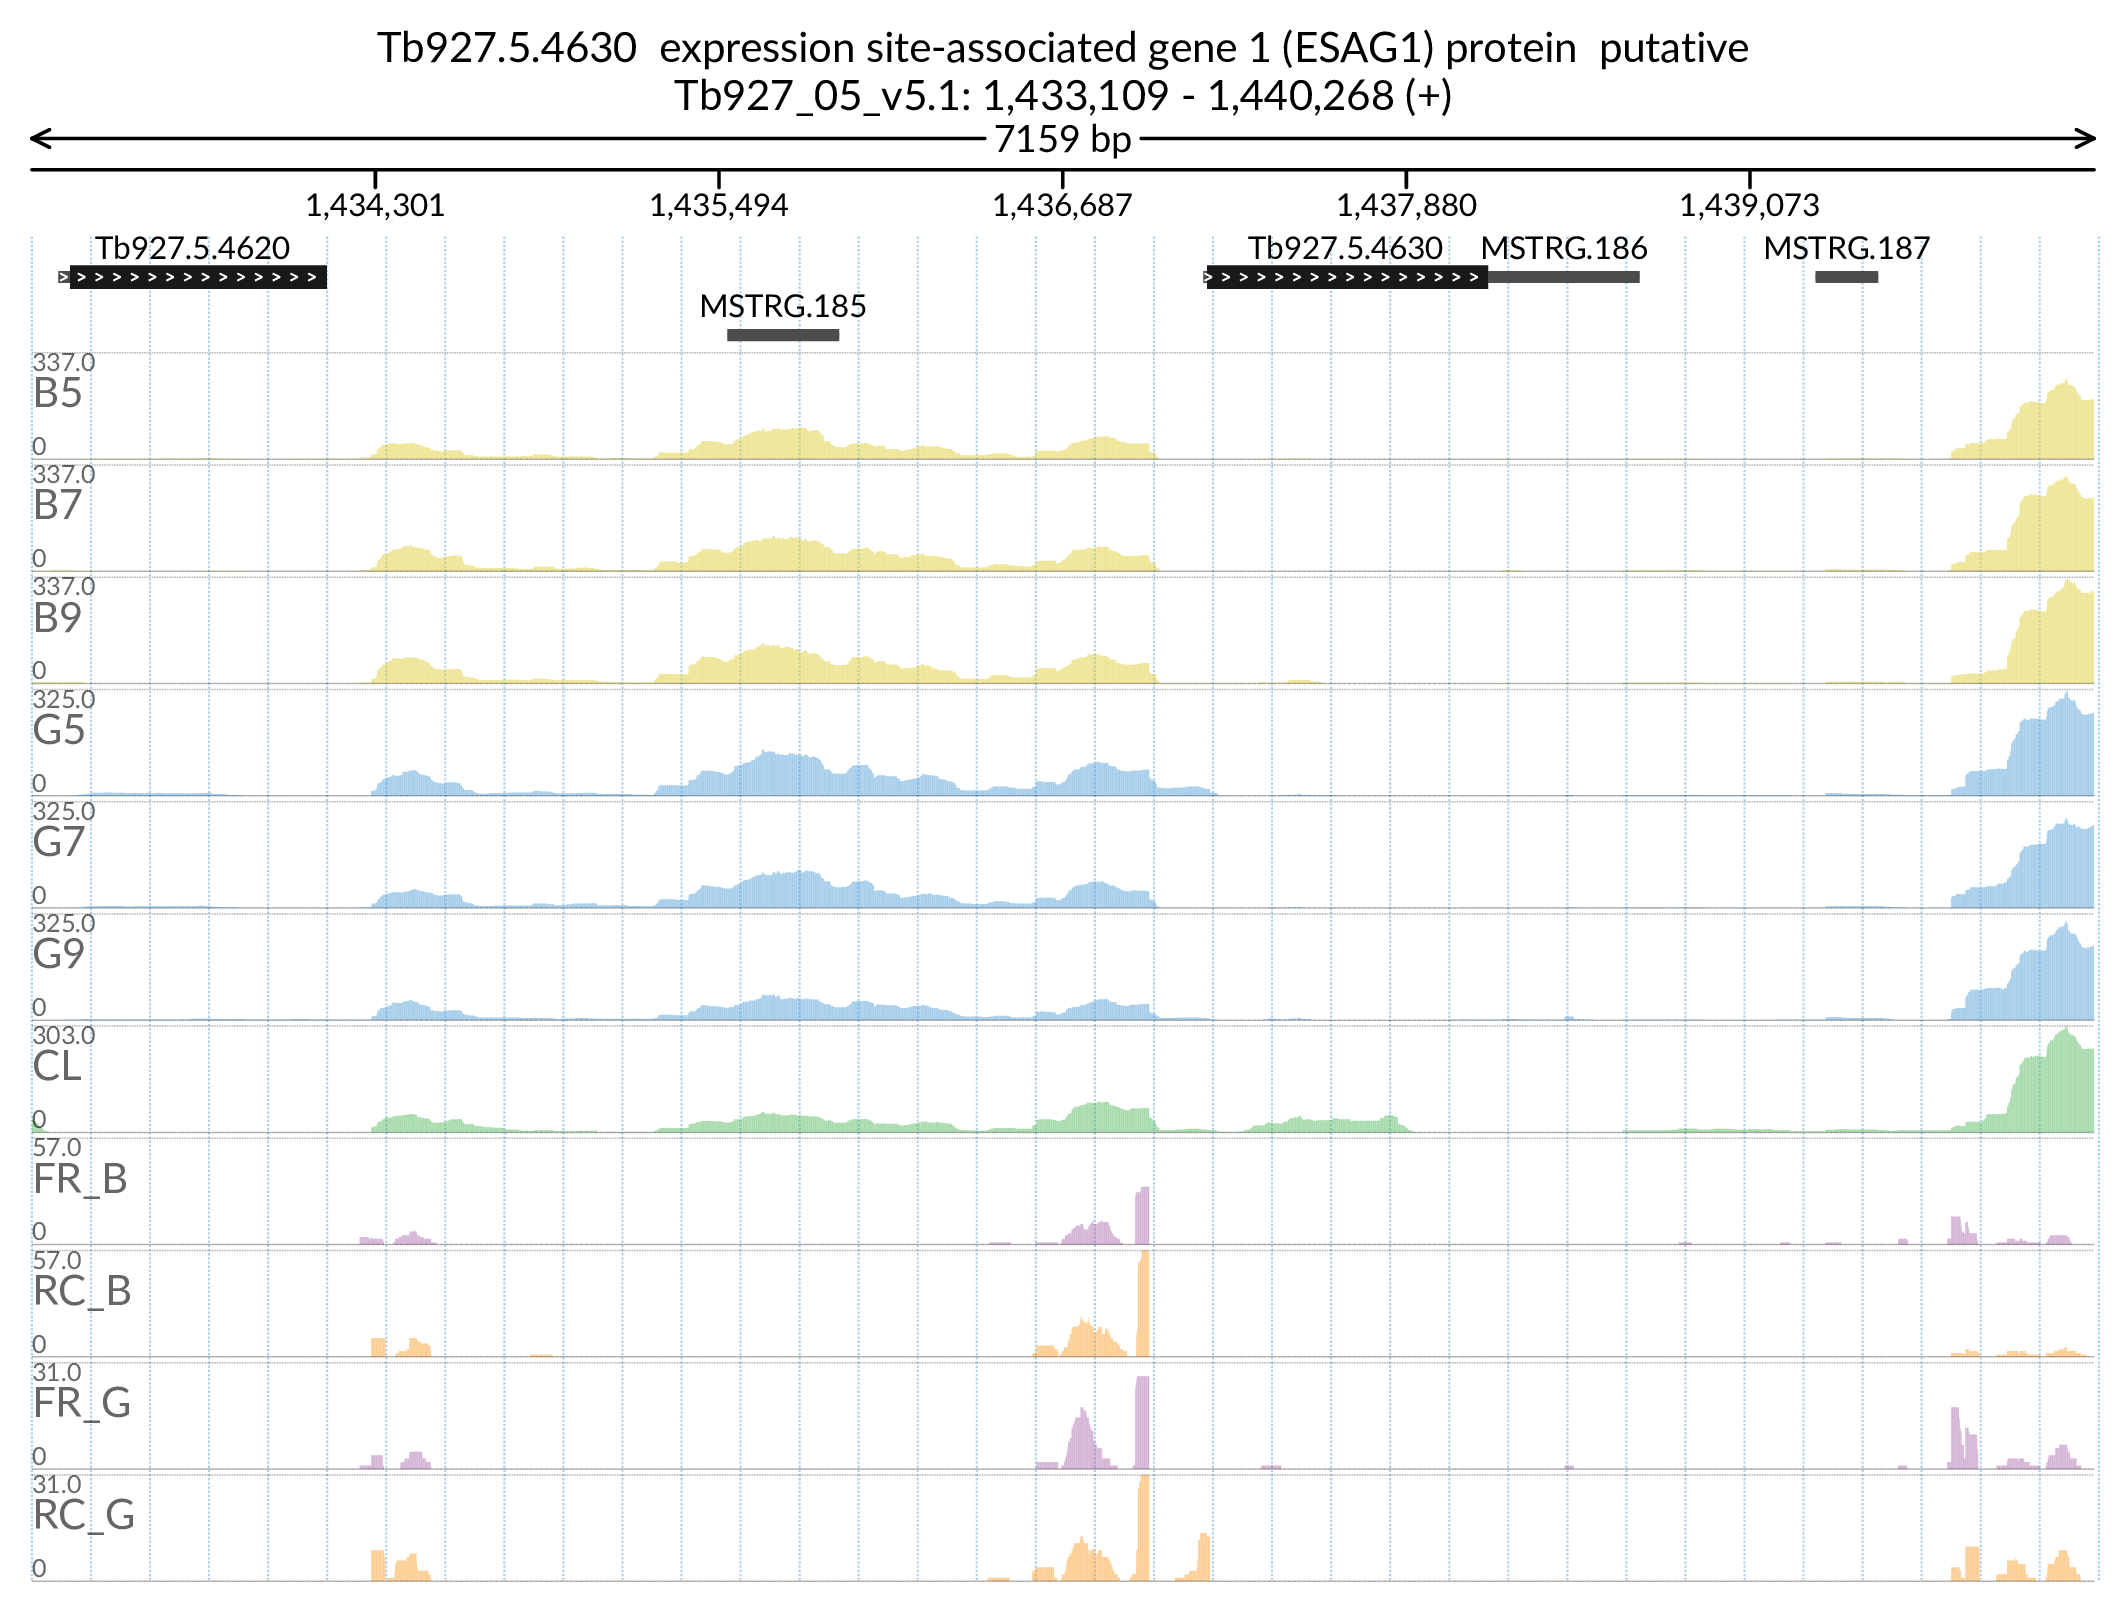 Tb927.5.4630  expression site-associated gene 1 (ESAG1) protein  putative
Tb927_05_v5.1: 1,433,109 - 1,440,268 (+)
7159 bp
1,434,301 1,435,494 1,436,687 1,437,880 1,439,073
Tb927.5.4620 Tb927.5.4630 MSTRG.186 MSTRG.187
MSTRG.185
337.0
B5
0
337.0
B7
0
337.0
B9
0
325.0
G5
0
325.0
G7
0
325.0
G9
0
303.0
CL
0
57.0
FR_B
0
57.0
RC_B
0
31.0
FR_G
0
31.0
RC_G
0